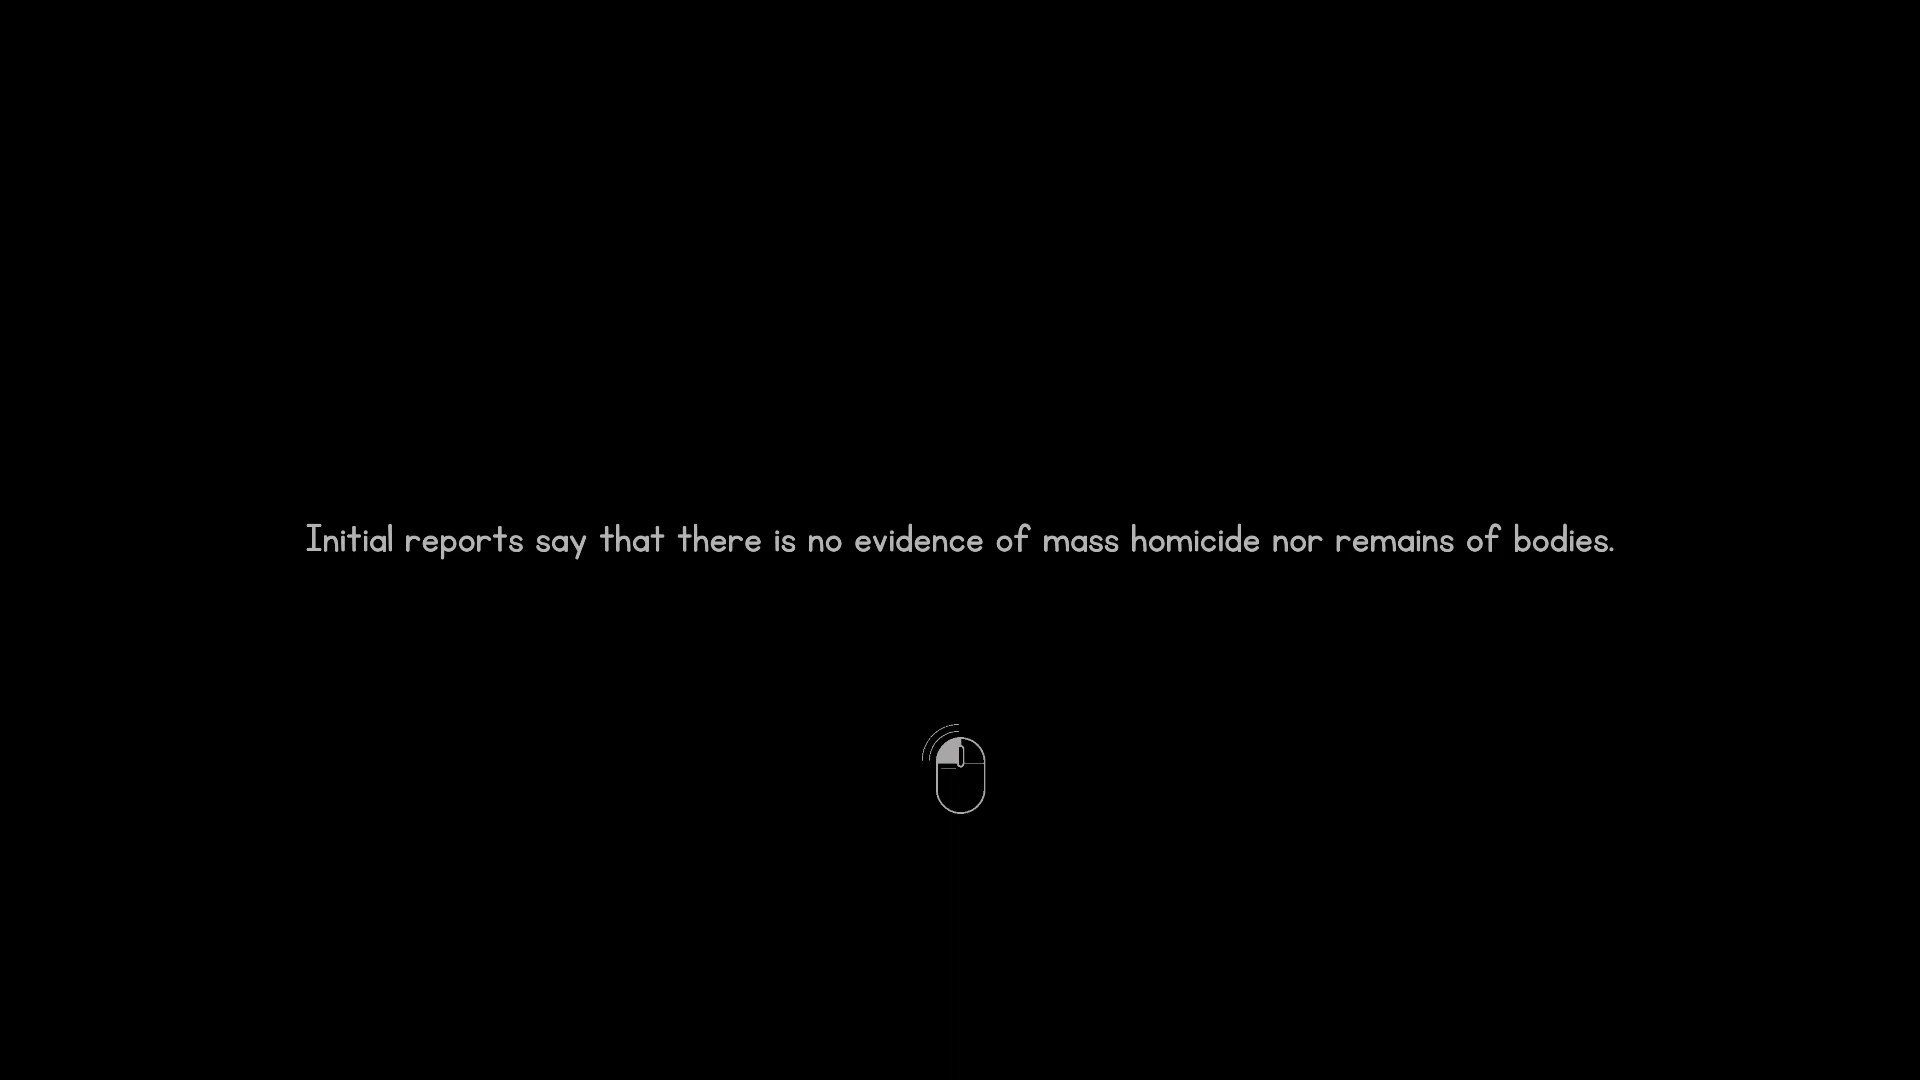 Initial reports say that there is no evidence of mass homicide nor remains of bodies.